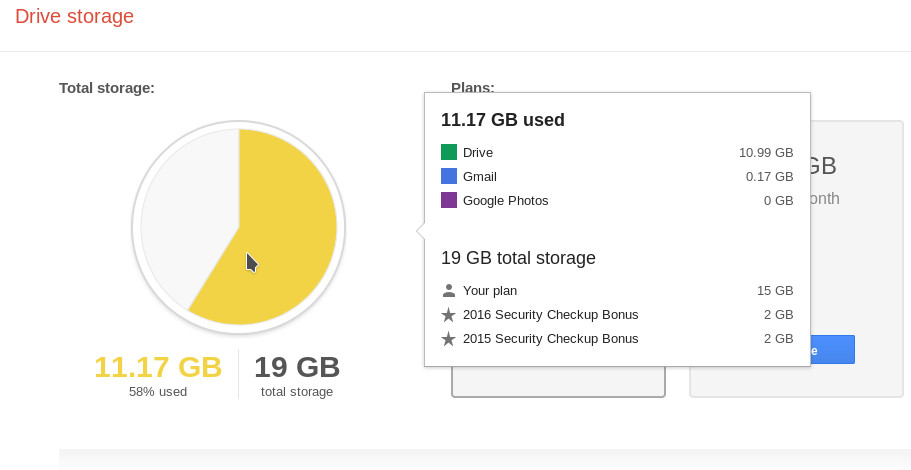 Drive storage
Total storage:
Plans:
11.17 GB used
Drive 10.99 GB
Gmail 0.17 GB
Google Photos 0 GB
19 GB total storage
Your plan 15 GB
2016 Security Checkup Bonus 2 GB
2015 Security Checkup Bonus 2 GB
GB
onth
e
11.17 GB
58% used
19 GB
total storage